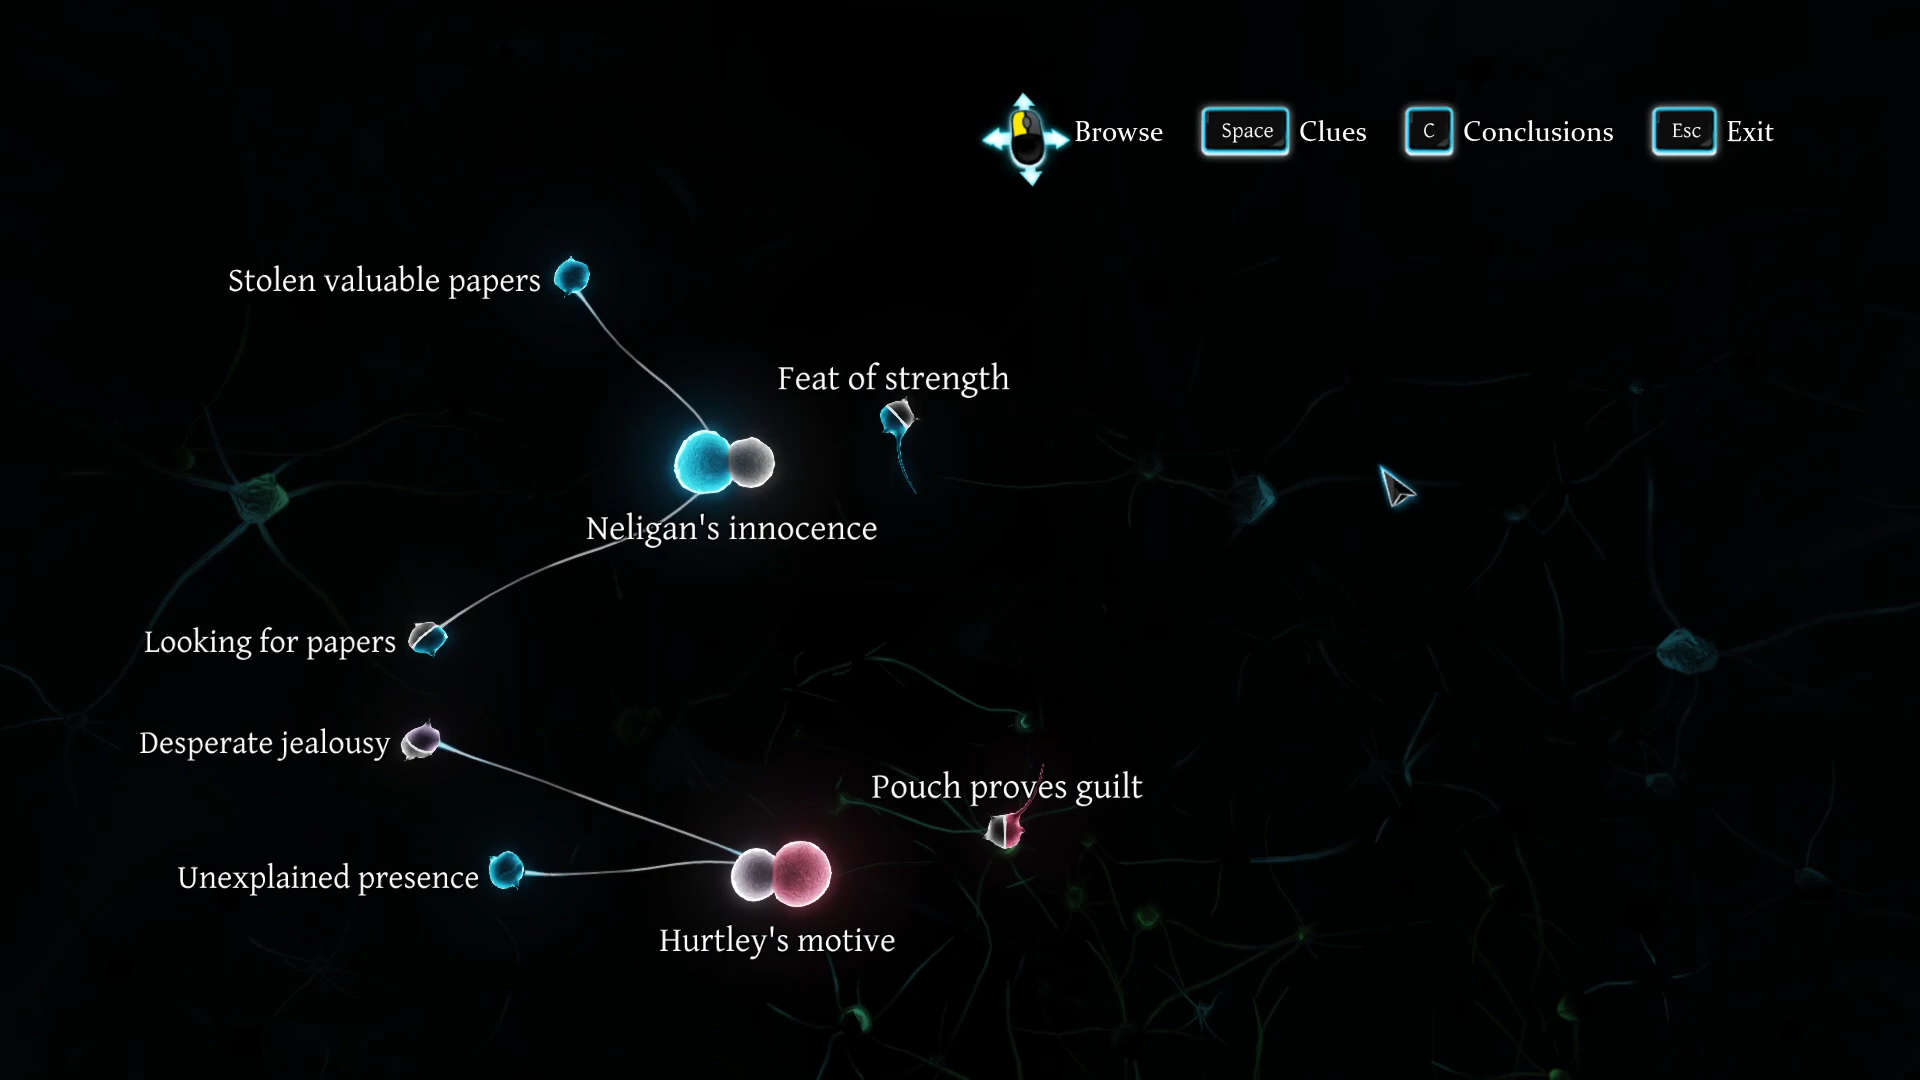 Browse
Space Clues
C Conclusions
Esc Exit
Stolen valuable papers
Feat of strength
Neligan's innocence
Looking for papers
Desperate jealousy
Pouch proves guilt
Unexplained presence
Hurtley's motive